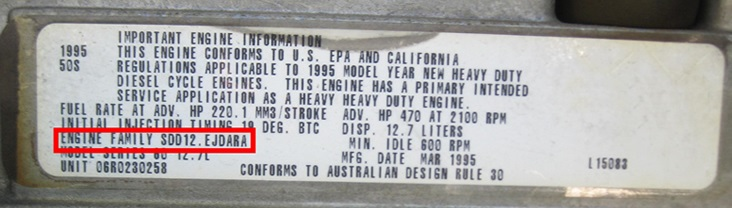 IMPORTANT ENGINE INFORMATION
1995 THIS ENGINE CONFORMS TO U.S. EPA AND CALIFORNIA
50S REGULATIONS APPLICABLE TO 1995 MODEL YEAR NEW HEAVY DUTY
DIESEL CYCLE ENGINES. THIS ENGINE HAS A PRIMARY INTENDED
SERVICE APPLICATION AS A HEAVY HEAVY DUTY ENGINE.
FUEL RATE AT ADV. HP 220.1 MM3/STROKE ADV. HP 470 AT 2100 RPM
INITIAL INJECTION TIMING DEG. BTC DISP. 12.7 LITERS
ENGINE FAMILY SDD12.EJDARA MIN. IDLE 600 RPM
MODEL SERIES 60 12.7L MFG. DATE MAR 1995 L15083
UNIT 06R0230258 CONFORMS TO AUSTRALIAN DESIGN RULE 30